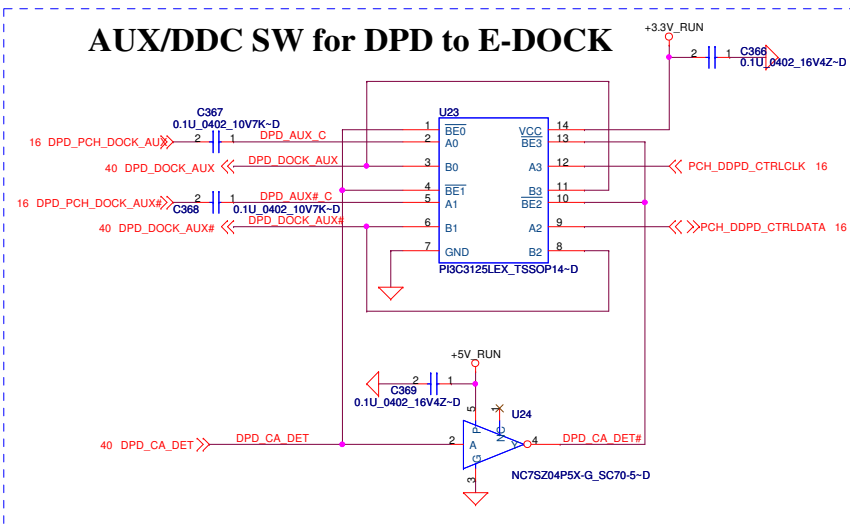 AUX/DDC SW for DPD to E-DOCK
+3.3V_RUN
2 1 C366
0.1U_0402_16V4Z~D
U23
C367
0.1U_0402_10V7K~D
16 DPD_PCH_DOCK_AUX 2 1 DPD_AUX_C
40 DPD_DOCK_AUX DPD_DOCK_AUX
16 DPD_PCH_DOCK_AUX# 2 1 DPD_AUX#_C
C368 0.1U_0402_10V7K~D
40 DPD_DOCK_AUX# DPD_DOCK_AUX#
1 BE0 VCC 14
2 A0 BE3 13
3 B0 A3 12 PCH_DDPD_CTRLCLK 16
4 BE1 B3 11
5 A1 BE2 10
6 B1 A2 9 PCH_DDPD_CTRLDATA 16
7 GND B2 8
PI3C3125LEX_TSSOP14~D
+5V_RUN
2 1
C369
0.1U_0402_16V4Z~D
5 1 U24
P NC
40 DPD_CA_DET DPD_CA_DET 2 A Y 4 DPD_CA_DET#
G
3
NC7SZ04P5X-G_SC70-5~D